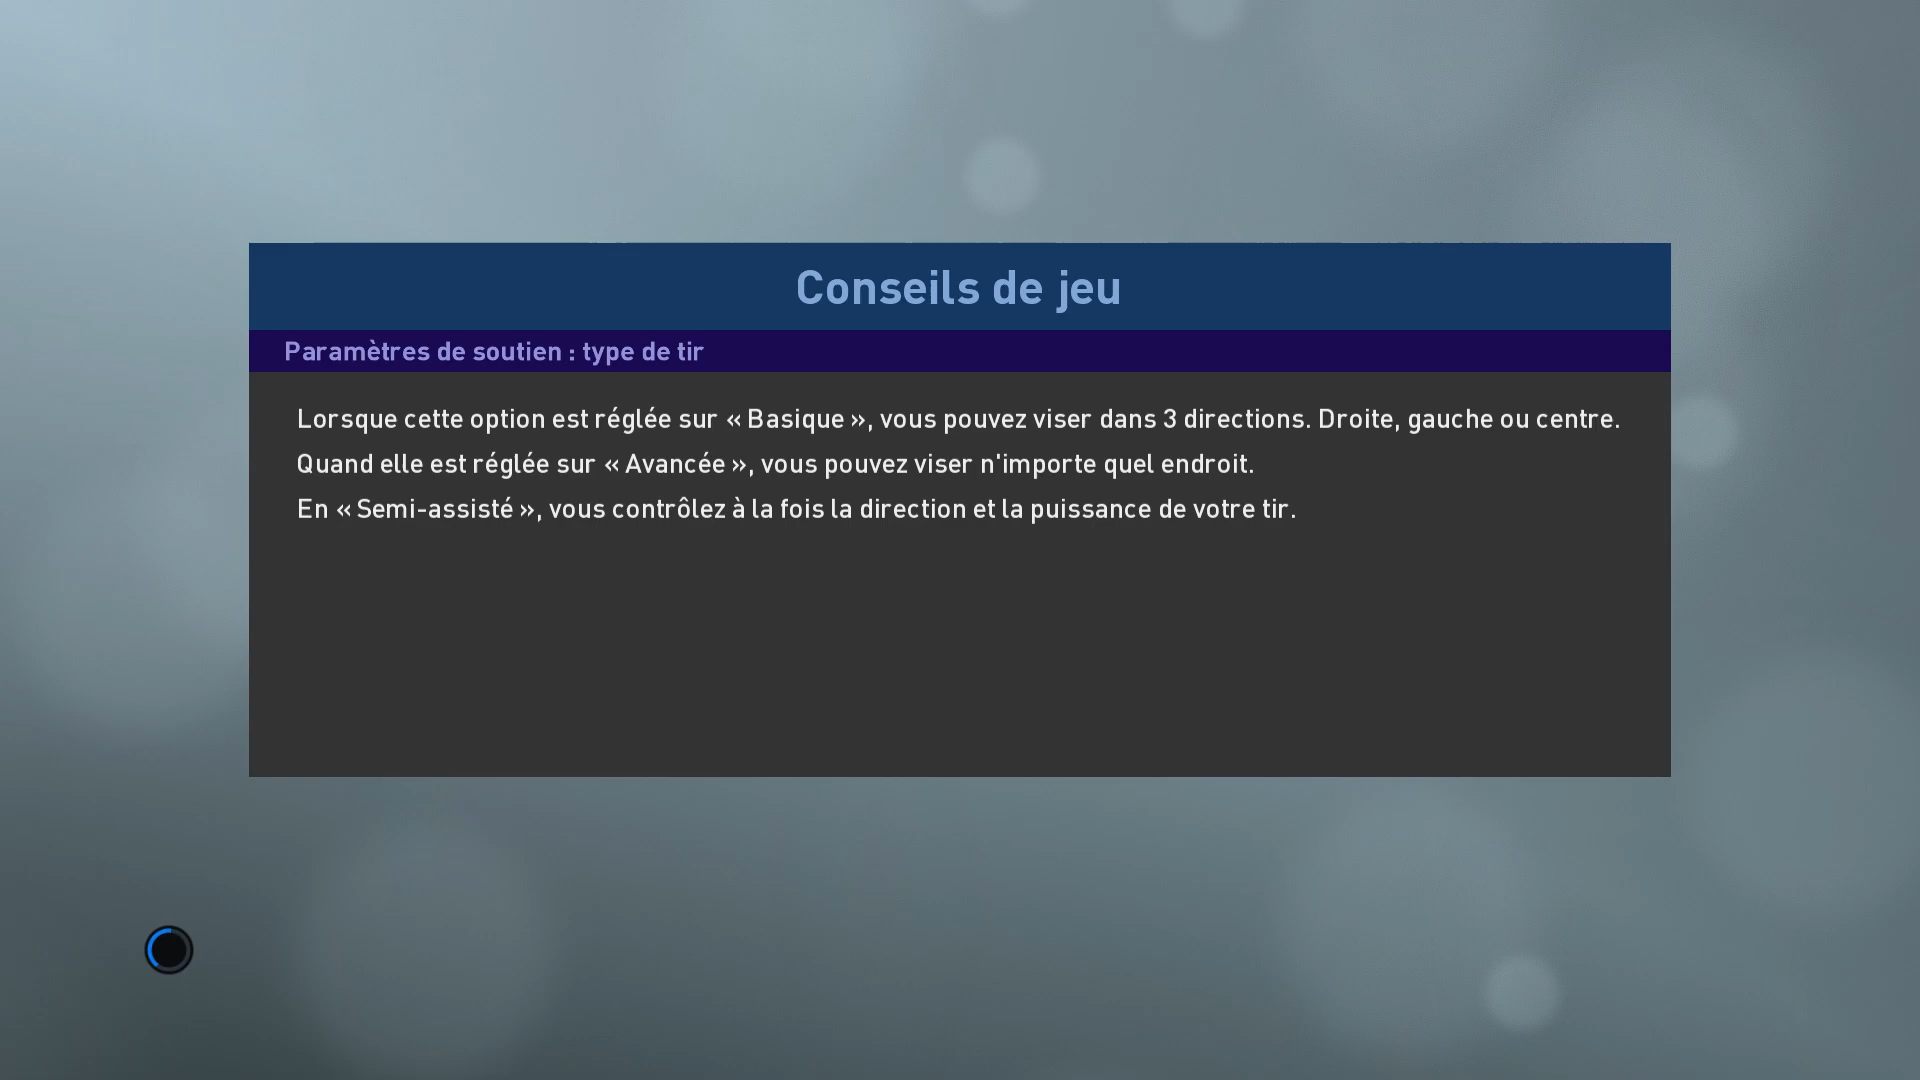 Conseils de jeu
Paramètres de soutien : type de tir
Lorsque cette option est réglée sur « Basique », vous pouvez viser dans 3 directions. Droite, gauche ou centre.
Quand elle est réglée sur « Avancée », vous pouvez viser n'importe quel endroit.
En « Semi-assisté », vous contrôlez à la fois la direction et la puissance de votre tir.